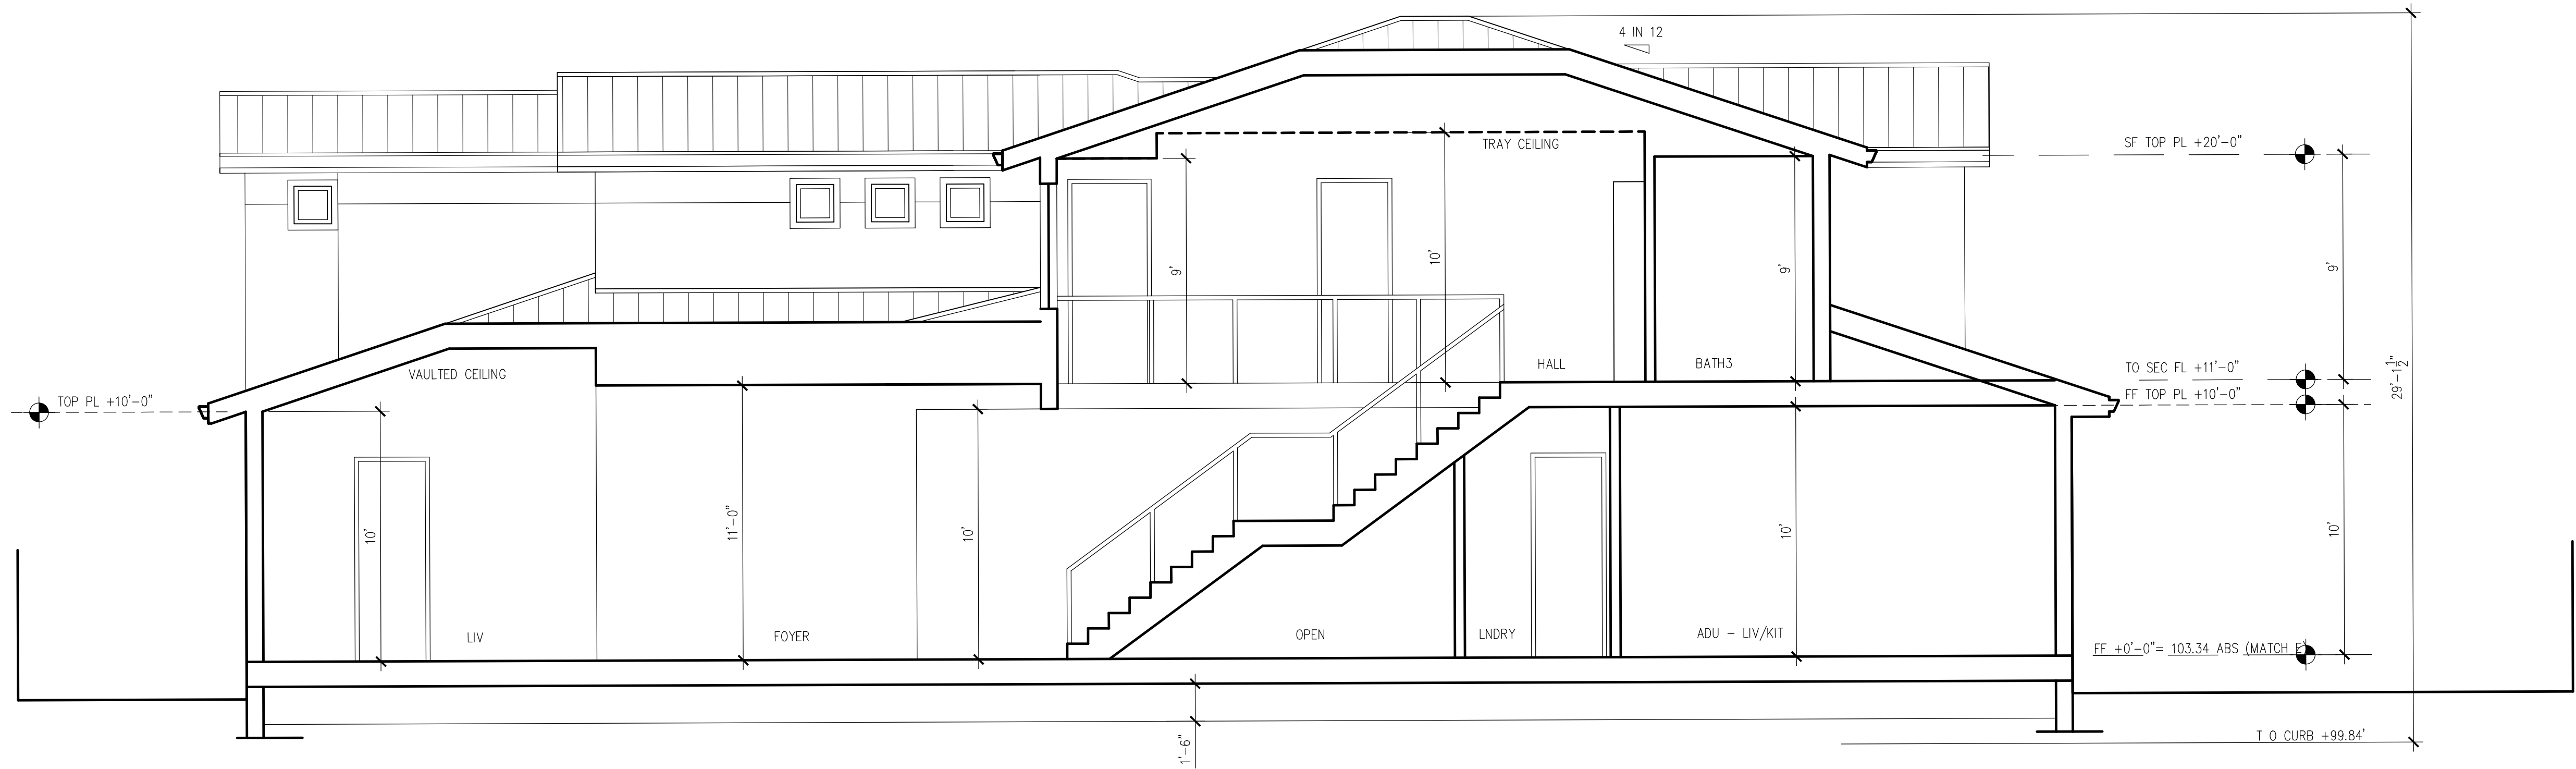 4 IN 12
TRAY CEILING
SF TOP PL +20'-0"
9'
10'
9'
9'
29'-1 1/2"
HALL
BATH3
VAULTED CEILING
TO SEC FL +11'-0"
FF TOP PL +10'-0"
TOP PL +10'-0"
10'
11'-0"
10'
10'
10'
LIV
FOYER
OPEN
LNDRY
ADU - LIV/KIT
FF +0'-0"= 103.34 ABS (MATCH E)
T O CURB +99.84'
1'-6"